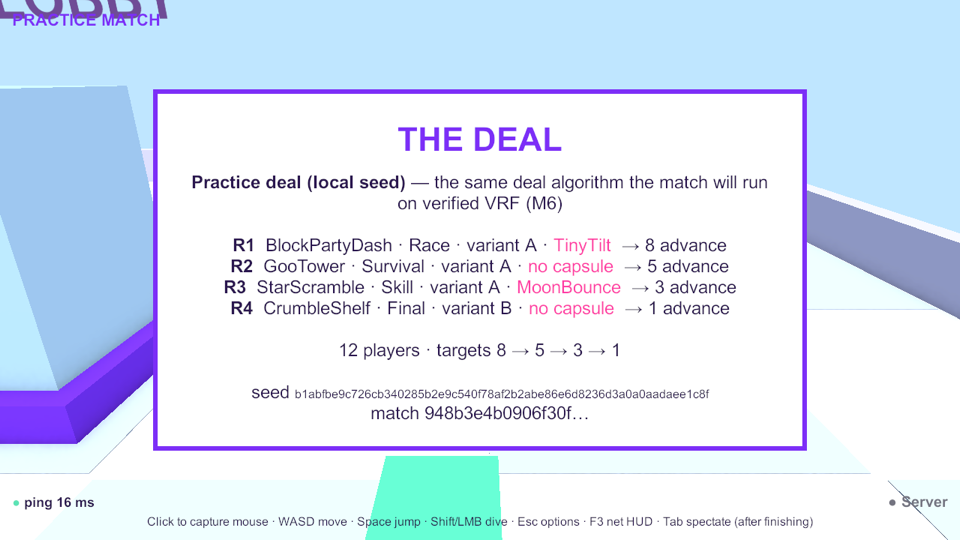 LOBBY
PRACTICE MATCH
THE DEAL
Practice deal (local seed) — the same deal algorithm the match will run
on verified VRF (M6)
R1 BlockPartyDash · Race · variant A · TinyTilt → 8 advance
R2 GooTower · Survival · variant A · no capsule → 5 advance
R3 StarScramble · Skill · variant A · MoonBounce → 3 advance
R4 CrumbleShelf · Final · variant B · no capsule → 1 advance
12 players · targets 8 → 5 → 3 → 1
seed b1abfbe9c726cb340285b2e9c540f78af2b2abe86e6d8236d3a0a0aadaee1c8f
match 948b3e4b0906f30f…
● ping 16 ms
● Server
Click to capture mouse · WASD move · Space jump · Shift/LMB dive · Esc options · F3 net HUD · Tab spectate (after finishing)